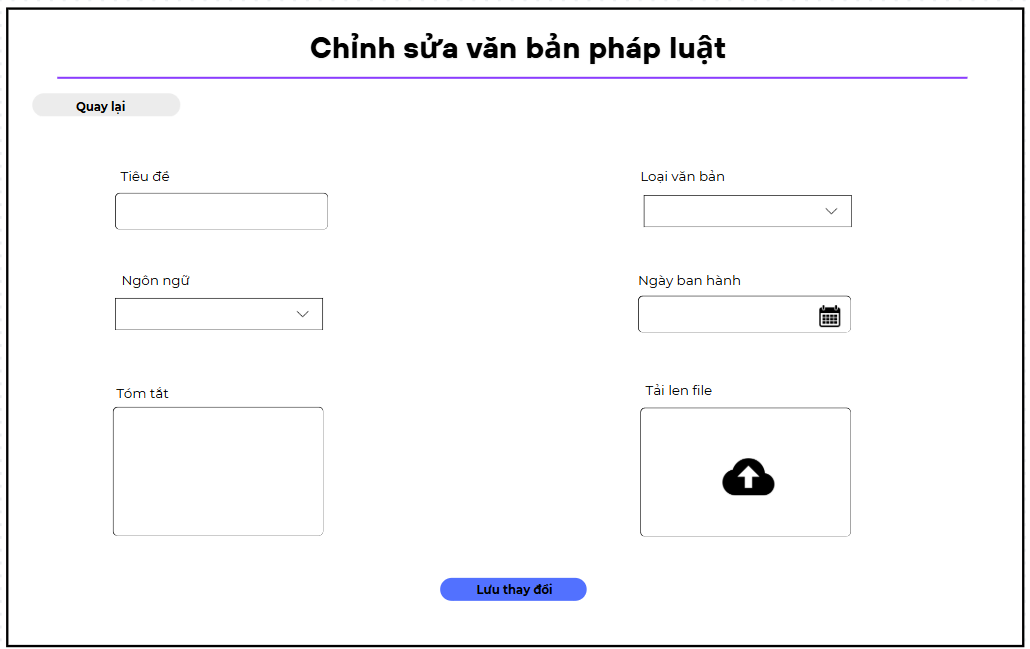 Chỉnh sửa văn bản pháp luật
Quay lại
Tiêu đề
Loại văn bản
Ngôn ngữ
Ngày ban hành
Tóm tắt
Tải len file
Lưu thay đổi